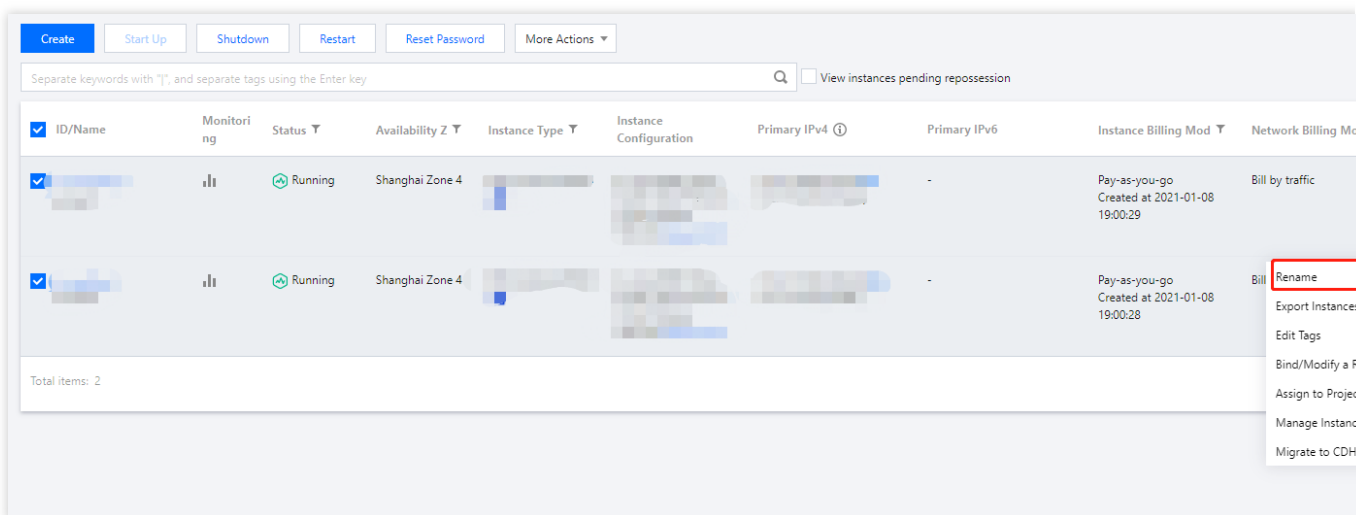 Create Start Up Shutdown Restart Reset Password More Actions
Separate keywords with "|", and separate tags using the Enter key View instances pending repossession
ID/Name Monitori
ng Status Availability Z Instance Type Instance
Configuration Primary IPv4 Primary IPv6 Instance Billing Mod Network Billing Mo
Running Shanghai Zone 4 - Pay-as-you-go Bill by traffic
Created at 2021-01-08
19:00:29
Running Shanghai Zone 4 - Pay-as-you-go Bill
Created at 2021-01-08
19:00:28
Rename
Export Instances
Edit Tags
Bind/Modify a
Assign to Projec
Manage Instanc
Migrate to CDH
Total items: 2